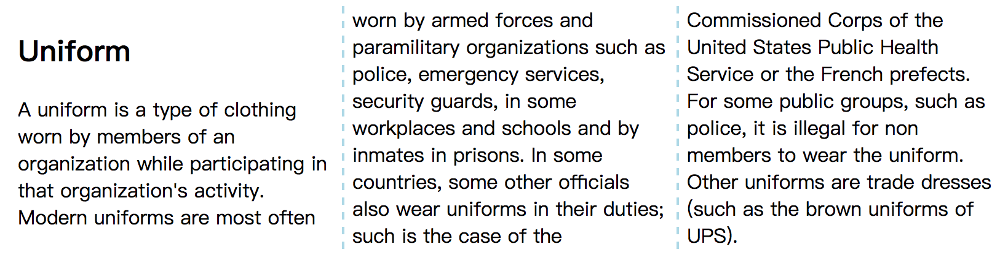 Uniform
A uniform is a type of clothing
worn by members of an
organization while participating in
that organization's activity.
Modern uniforms are most often
worn by armed forces and
paramilitary organizations such as
police, emergency services,
security guards, in some
workplaces and schools and by
inmates in prisons. In some
countries, some other officials
also wear uniforms in their duties;
such is the case of the
Commissioned Corps of the
United States Public Health
Service or the French prefects.
For some public groups, such as
police, it is illegal for non
members to wear the uniform.
Other uniforms are trade dresses
(such as the brown uniforms of
UPS).